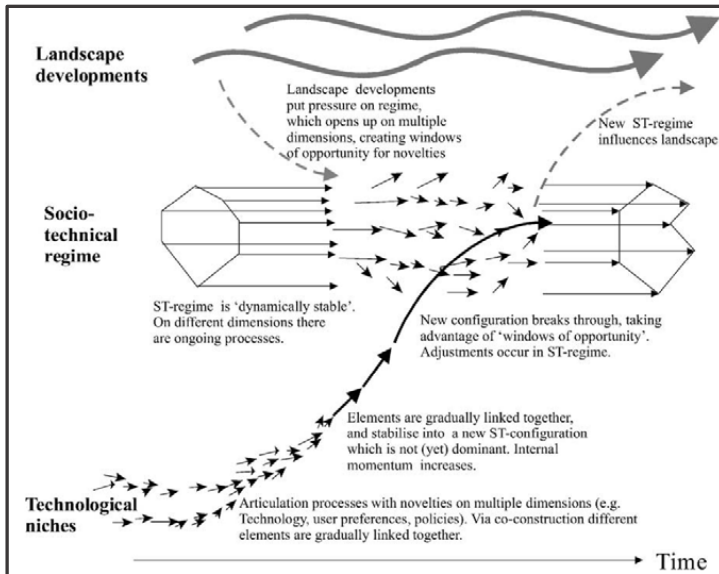 Landscape
developments
Landscape developments
put pressure on regime,
which opens up on multiple
dimensions, creating windows
of opportunity for novelties
New ST-regime
influences landscape
Socio-
technical
regime
ST-regime is ‘dynamically stable’.
On different dimensions there
are ongoing processes.
New configuration breaks through, taking
advantage of ‘windows of opportunity’.
Adjustments occur in ST-regime.
Elements are gradually linked together,
and stabilise into a new ST-configuration
which is not (yet) dominant. Internal
momentum increases.
Technological
niches
Articulation processes with novelties on multiple dimensions (e.g.
Technology, user preferences, policies). Via co-construction different
elements are gradually linked together.
Time